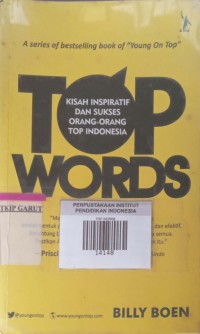 A series of bestselling book of "Young On Top"
TOP
KISAH INSPIRATIF
DAN SUKSES
ORANG-ORANG
TOP INDONESIA
WORDS
TKIP GARUT
PERPUSTAKAAN INSTITUT
PENDIDIKAN INDONESIA
14148
@youngontop
www.youngontop.com
BILLY BOEN